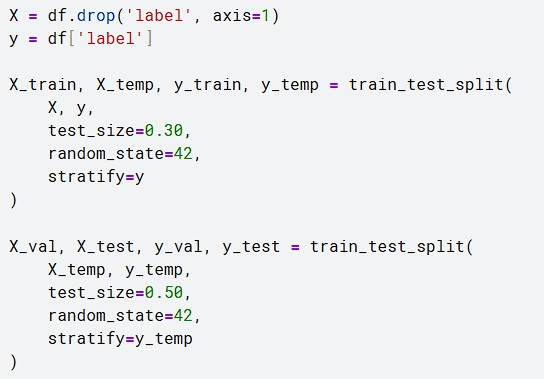 X = df.drop('label', axis=1)
y = df['label']

X_train, X_temp, y_train, y_temp = train_test_split(
    X, y,
    test_size=0.30,
    random_state=42,
    stratify=y
)

X_val, X_test, y_val, y_test = train_test_split(
    X_temp, y_temp,
    test_size=0.50,
    random_state=42,
    stratify=y_temp
)